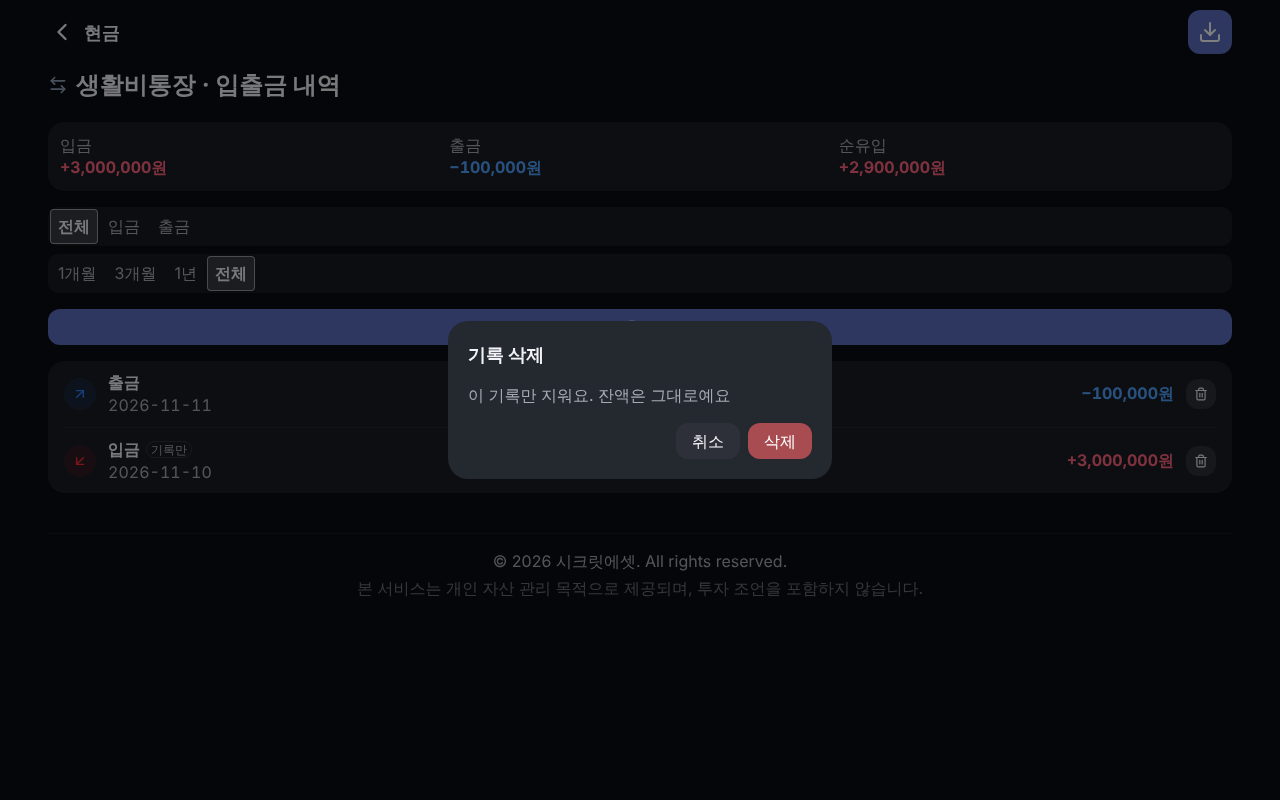 현금
생활비통장 · 입출금 내역
입금 출금 순유입
+3,000,000원 −100,000원 +2,900,000원
전체 입금 출금
1개월 3개월 1년 전체
기록 삭제
이 기록만 지워요. 잔액은 그대로예요
취소 삭제
출금
2026-11-11
−100,000원
입금 기록만
2026-11-10
+3,000,000원
© 2026 시크릿에셋. All rights reserved.
본 서비스는 개인 자산 관리 목적으로 제공되며, 투자 조언을 포함하지 않습니다.